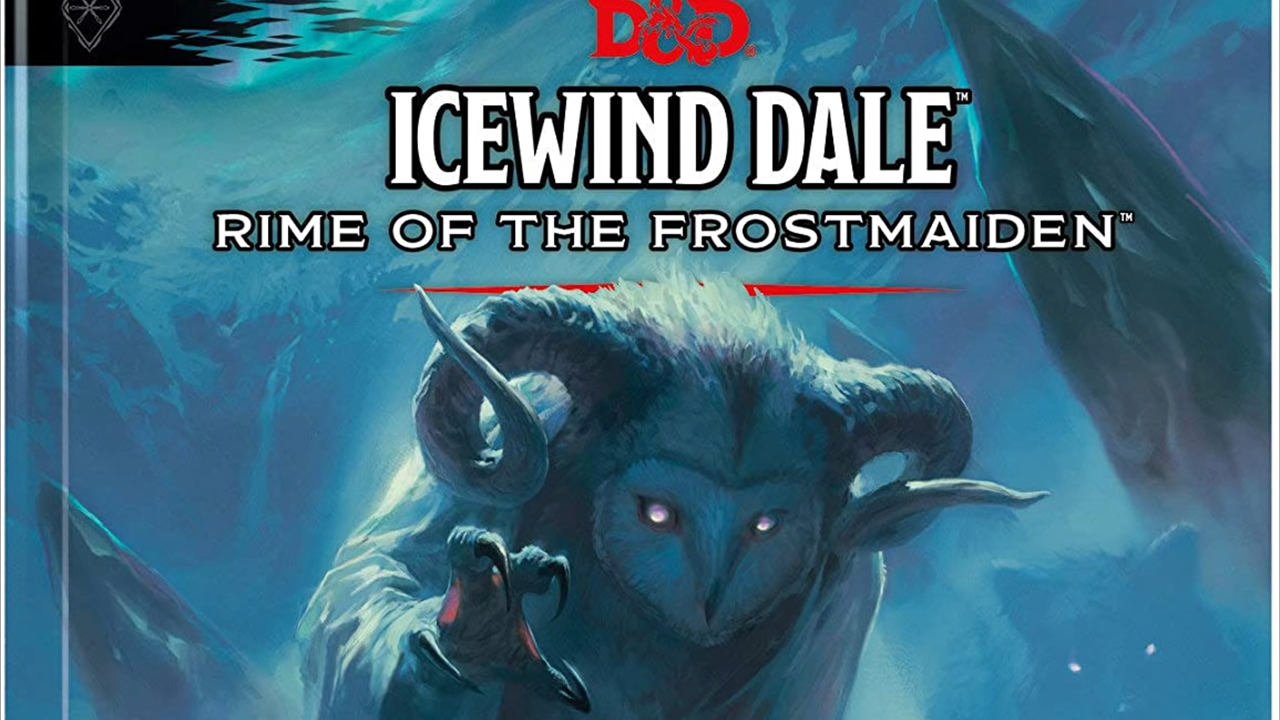 D&D®
ICEWIND DALE™
RIME OF THE FROSTMAIDEN™